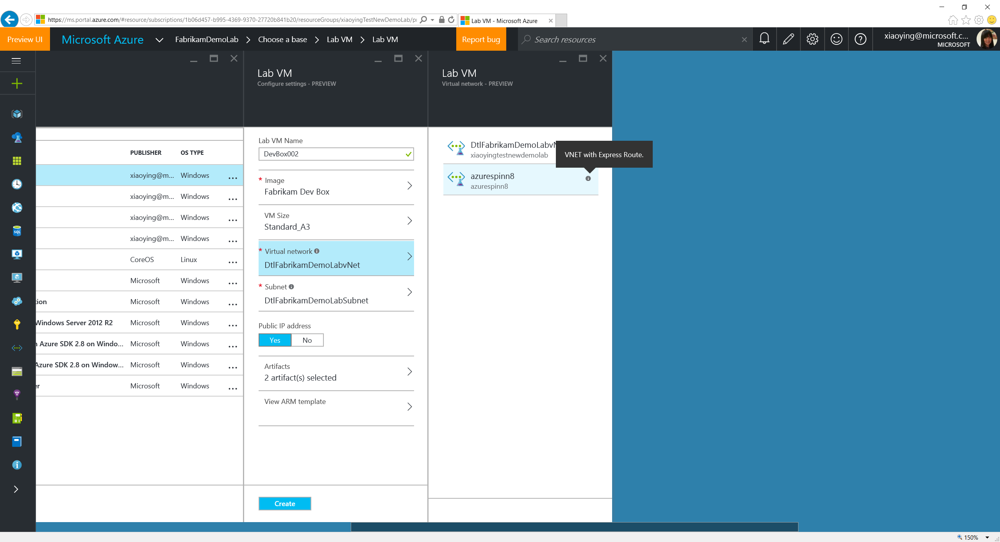 https://ms.portal.azure.com/#resource/subscriptions/1b06d457-b995-4369-9370-27720b841b20/resourceGroups/xiaoyingTestNewDemoLab/
Lab VM - Microsoft Azure
Preview UI
Microsoft Azure
FabrikamDemoLab > Choose a base > Lab VM > Lab VM
Report bug
Search resources
xiaoying@microsoft.c...
MICROSOFT
PUBLISHER OS TYPE
xiaoying@m... Windows ...
xiaoying@m... Windows ...
xiaoying@m... Windows ...
xiaoying@m... Windows ...
CoreOS Linux ...
Microsoft Windows ...
tion Microsoft Windows ...
Windows Server 2012 R2 Microsoft Windows ...
Azure SDK 2.8 on Windo... Microsoft Windows ...
Azure SDK 2.8 on Window... Microsoft Windows ...
er Microsoft Windows ...
Lab VM
Configure settings - PREVIEW
Lab VM Name
DevBox002
* Image
Fabrikam Dev Box
VM Size
Standard_A3
* Virtual network
DtlFabrikamDemoLabvNet
* Subnet
DtlFabrikamDemoLabSubnet
Public IP address
Yes No
Artifacts
2 artifact(s) selected
View ARM template
Create
Lab VM
Virtual network - PREVIEW
DtlFabrikamDemoLabvN
xiaoyingtestnewdemolab
VNET with Express Route.
azurespinn8
azurespinn8
SQL
150%